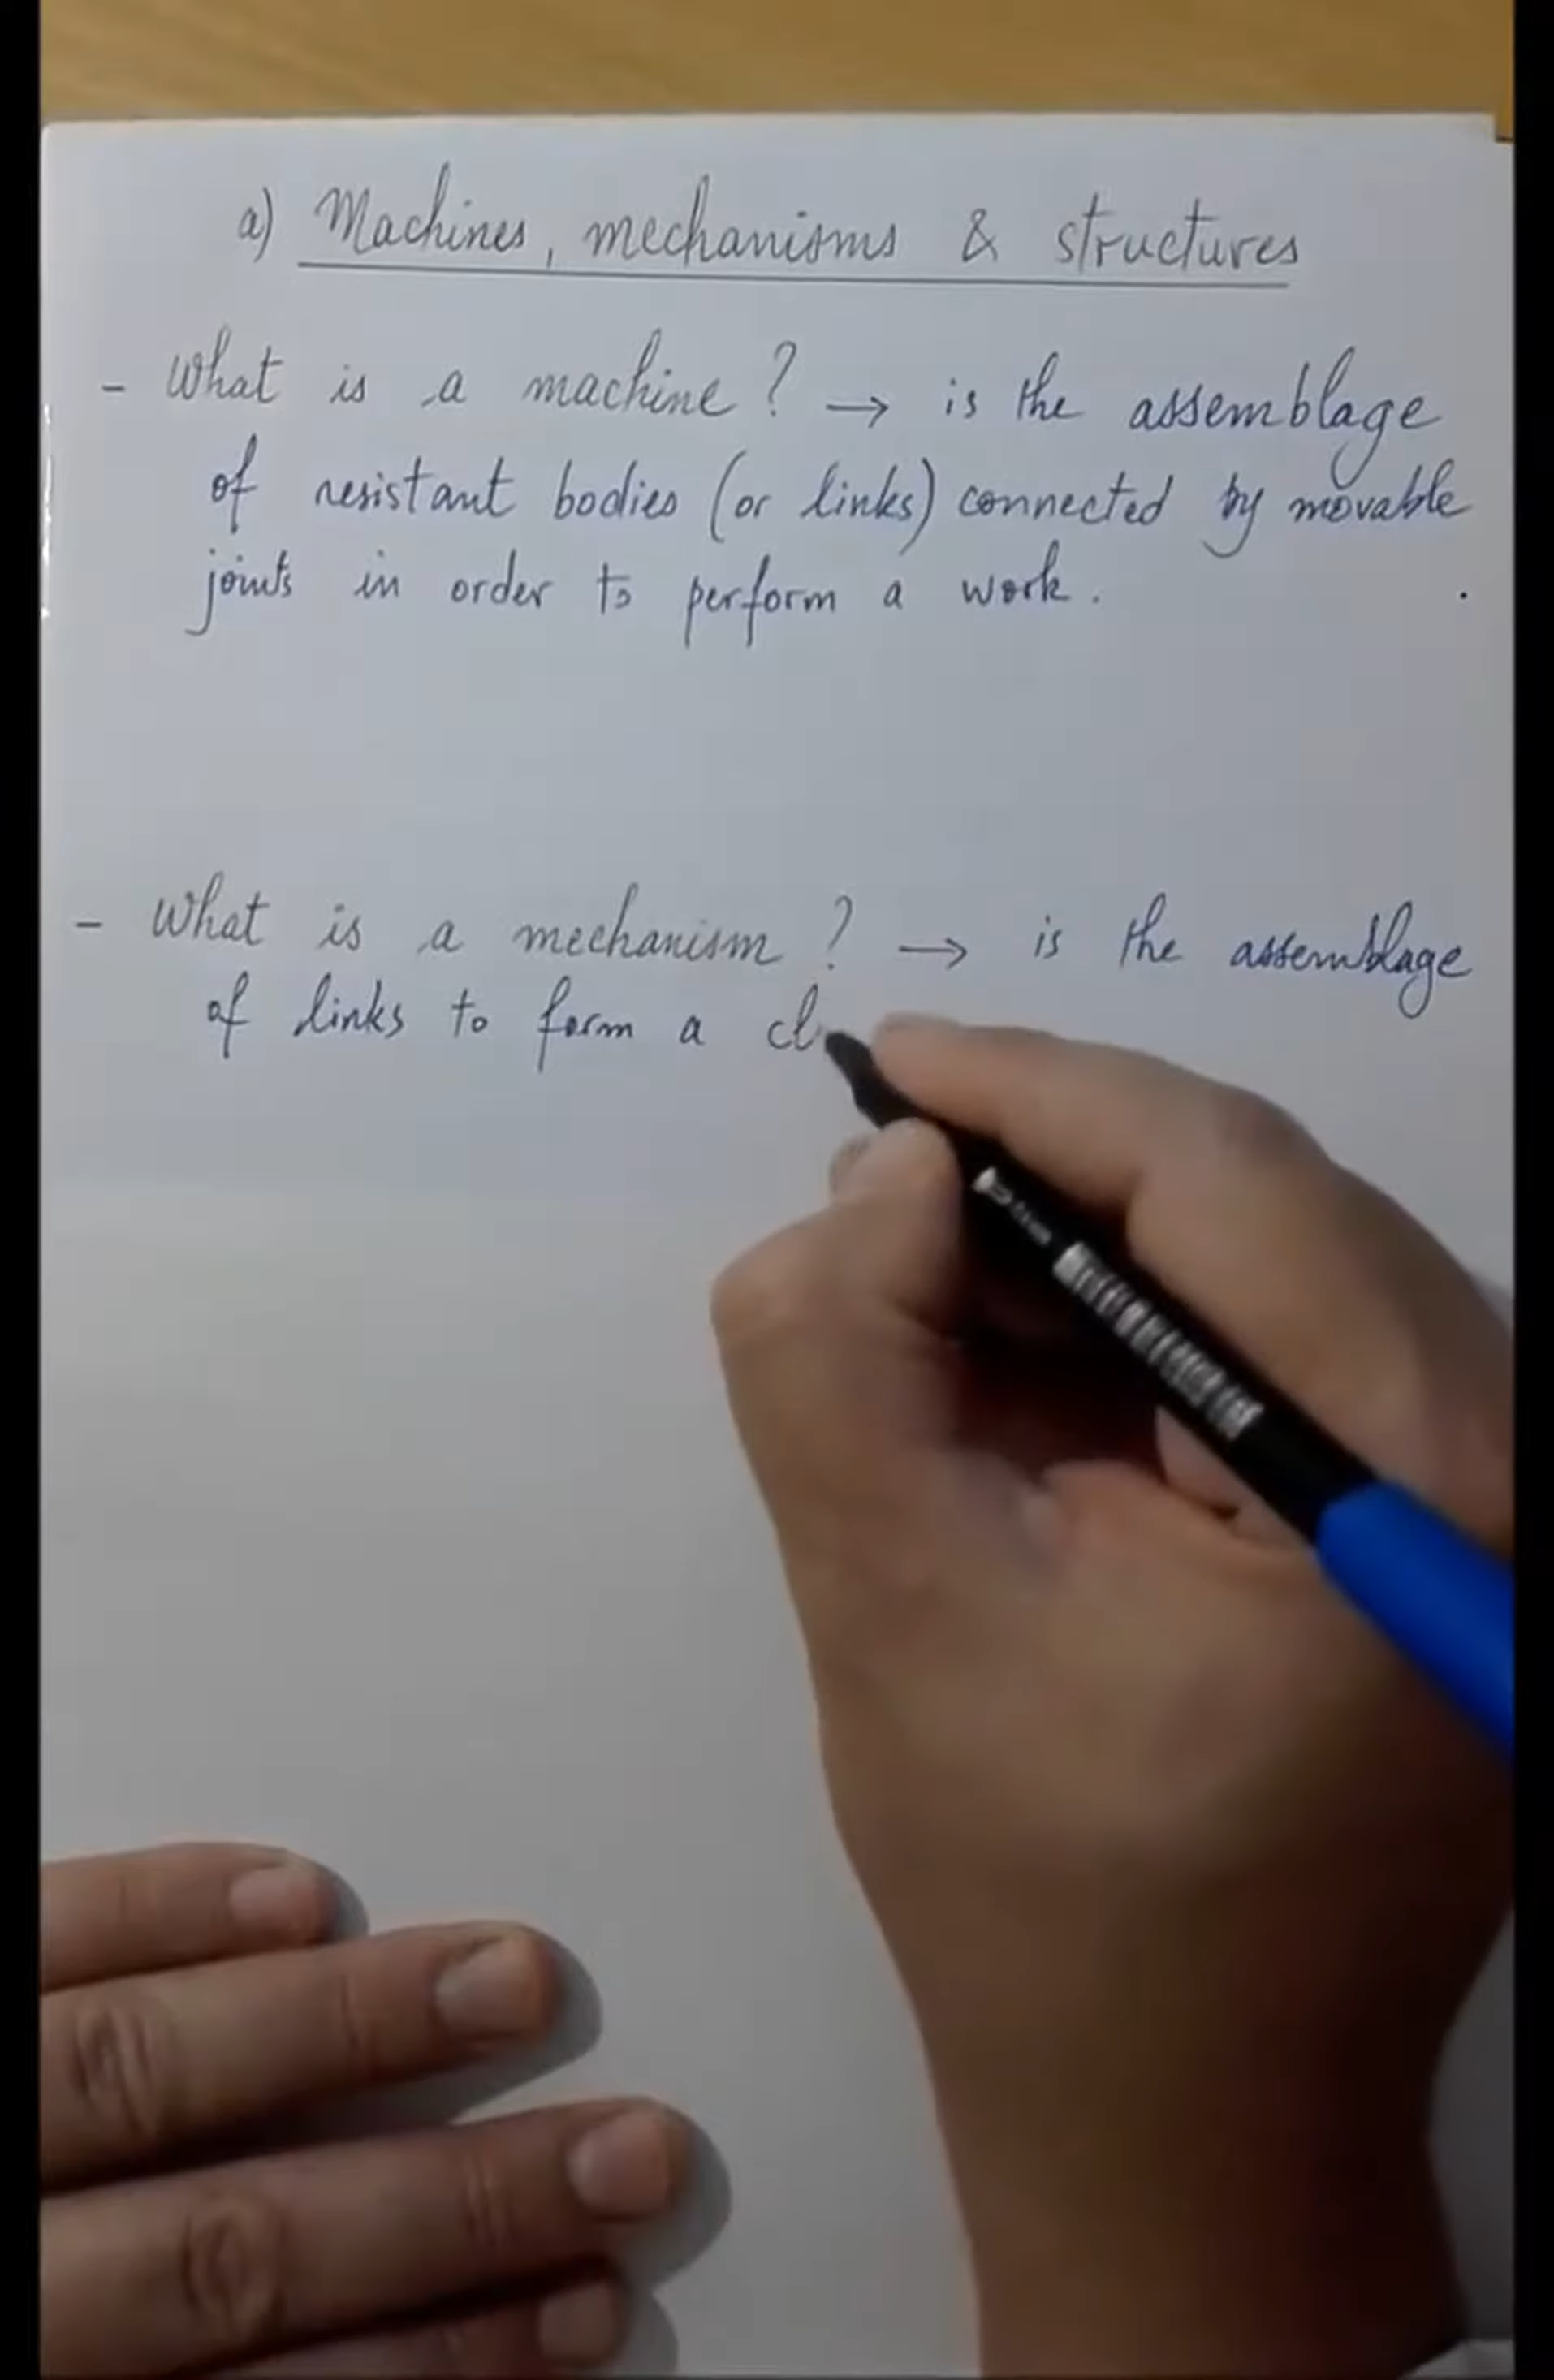 a) Machines, mechanisms & structures
- What is a machine? → is the assemblage
of resistant bodies (or links) connected by movable
joints in order to perform a work.
- What is a mechanism? → is the assemblage
of links to form a cl